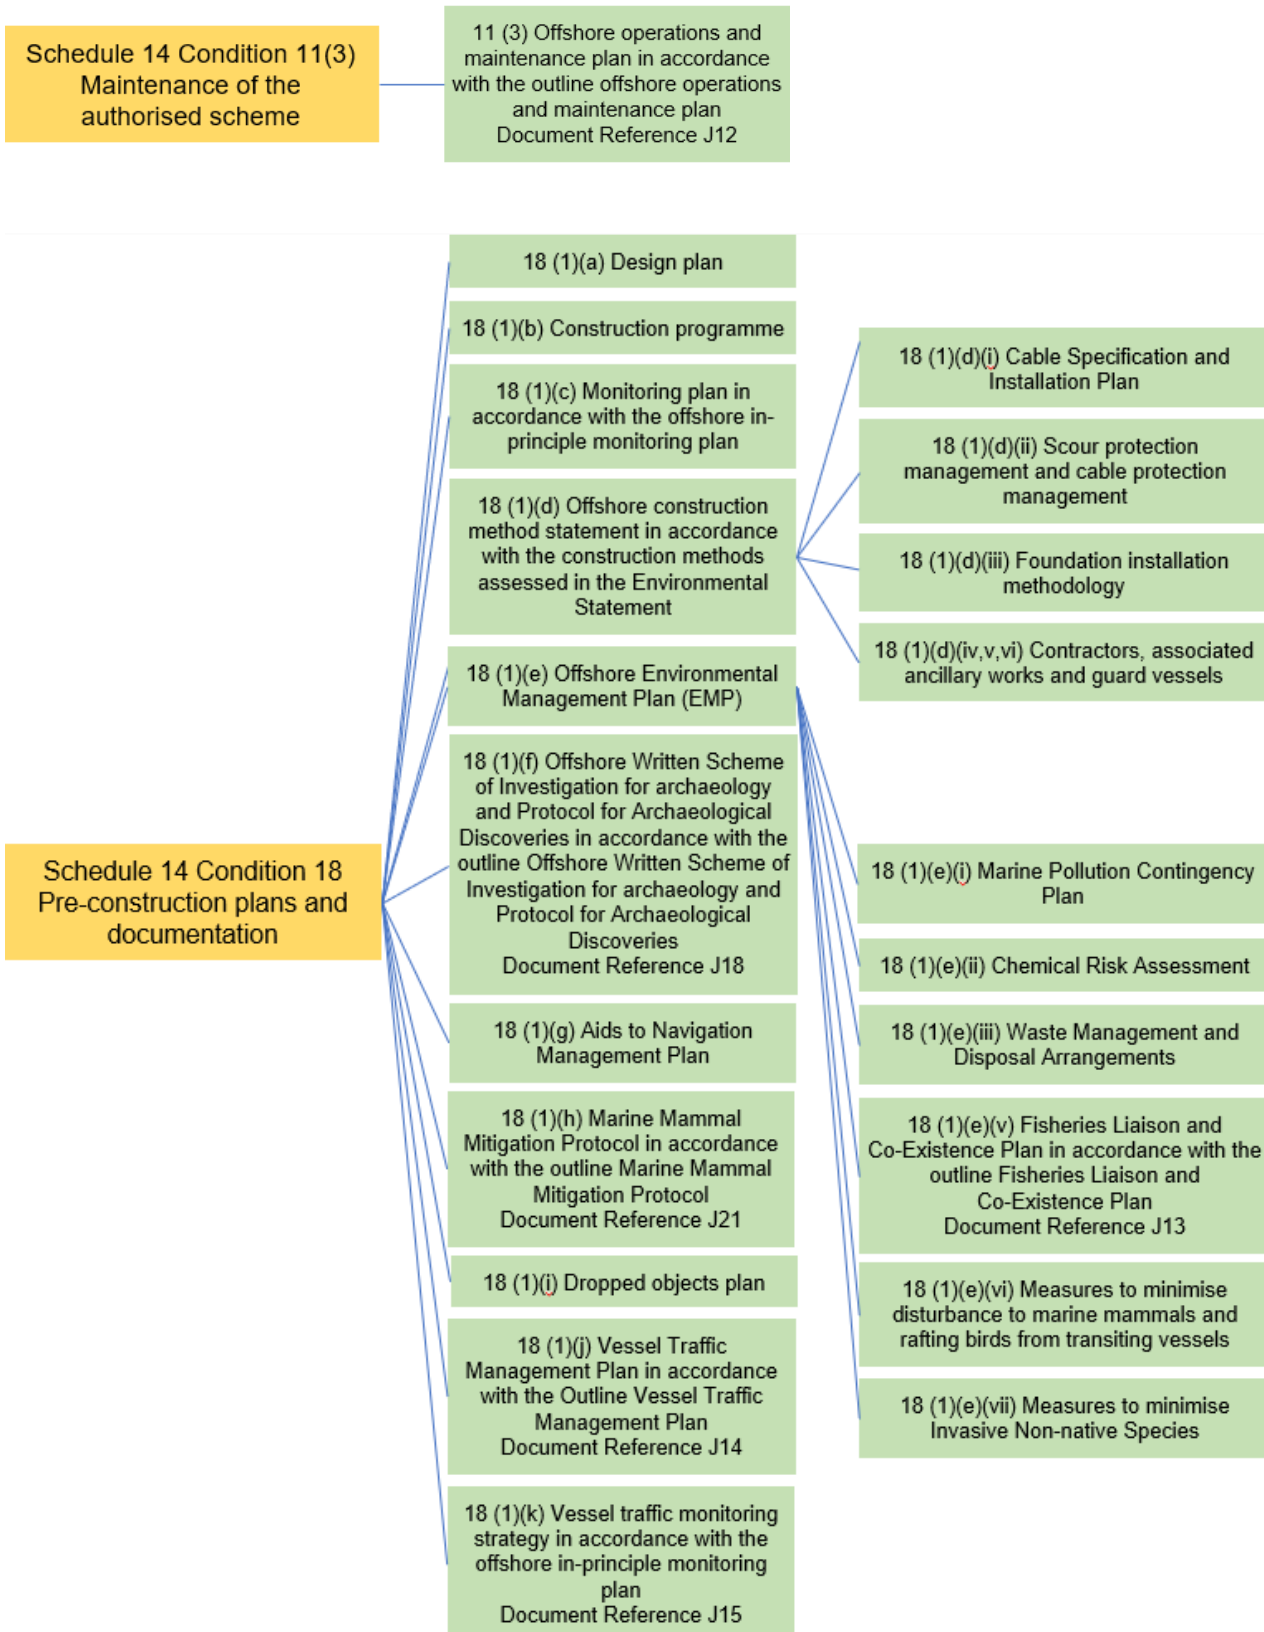 Schedule 14 Condition 11(3)
Maintenance of the
authorised scheme
11 (3) Offshore operations and
maintenance plan in accordance
with the outline offshore operations
and maintenance plan
Document Reference J12
Schedule 14 Condition 18
Pre-construction plans and
documentation
18 (1)(a) Design plan
18 (1)(b) Construction programme
18 (1)(c) Monitoring plan in
accordance with the offshore in-
principle monitoring plan
18 (1)(d) Offshore construction
method statement in accordance
with the construction methods
assessed in the Environmental
Statement
18 (1)(e) Offshore Environmental
Management Plan (EMP)
18 (1)(f) Offshore Written Scheme
of Investigation for archaeology
and Protocol for Archaeological
Discoveries in accordance with the
outline Offshore Written Scheme of
Investigation for archaeology and
Protocol for Archaeological
Discoveries
Document Reference J18
18 (1)(g) Aids to Navigation
Management Plan
18 (1)(h) Marine Mammal
Mitigation Protocol in accordance
with the outline Marine Mammal
Mitigation Protocol
Document Reference J21
18 (1)(i) Dropped objects plan
18 (1)(j) Vessel Traffic
Management Plan in accordance
with the Outline Vessel Traffic
Management Plan
Document Reference J14
18 (1)(k) Vessel traffic monitoring
strategy in accordance with the
offshore in-principle monitoring
plan
Document Reference J15
18 (1)(d)(i) Cable Specification and
Installation Plan
18 (1)(d)(ii) Scour protection
management and cable protection
management
18 (1)(d)(iii) Foundation installation
methodology
18 (1)(d)(iv,v,vi) Contractors, associated
ancillary works and guard vessels
18 (1)(e)(i) Marine Pollution Contingency
Plan
18 (1)(e)(ii) Chemical Risk Assessment
18 (1)(e)(iii) Waste Management and
Disposal Arrangements
18 (1)(e)(v) Fisheries Liaison and
Co-Existence Plan in accordance with the
outline Fisheries Liaison and
Co-Existence Plan
Document Reference J13
18 (1)(e)(vi) Measures to minimise
disturbance to marine mammals and
rafting birds from transiting vessels
18 (1)(e)(vii) Measures to minimise
Invasive Non-native Species